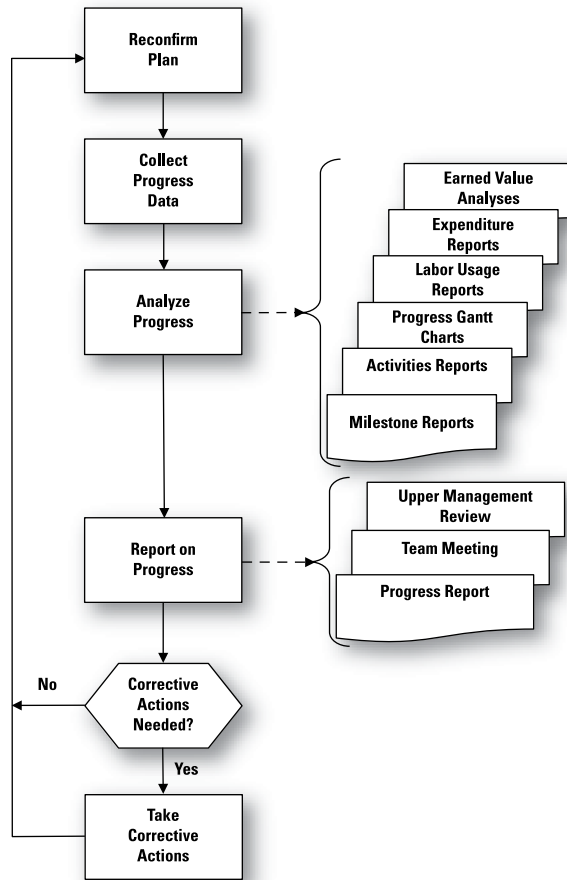 Reconfirm
Plan
Collect
Progress
Data
Analyze
Progress
Earned Value
Analyses
Expenditure
Reports
Labor Usage
Reports
Progress Gantt
Charts
Activities Reports
Milestone Reports
Report on
Progress
Upper Management
Review
Team Meeting
Progress Report
No
Corrective
Actions
Needed?
Yes
Take
Corrective
Actions